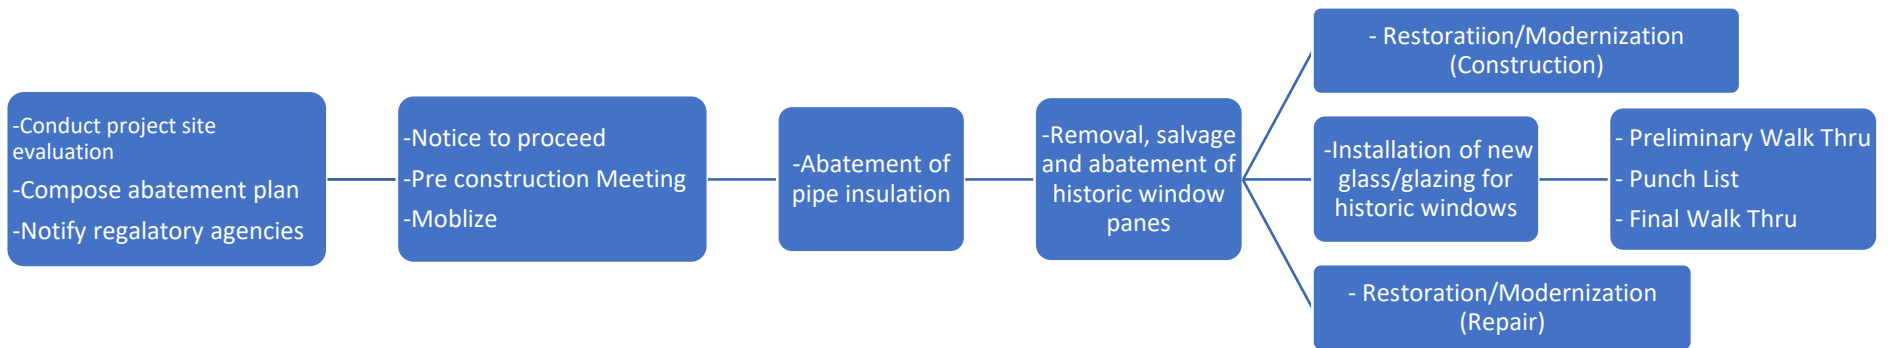 -Conduct project site
evaluation
-Compose abatement plan
-Notify regalatory agencies
-Notice to proceed
-Pre construction Meeting
-Moblize
-Abatement of
pipe insulation
-Removal, salvage
and abatement of
historic window
panes
- Restoratiion/Modernization
(Construction)
-Installation of new
glass/glazing for
historic windows
- Preliminary Walk Thru
- Punch List
- Final Walk Thru
- Restoration/Modernization
(Repair)